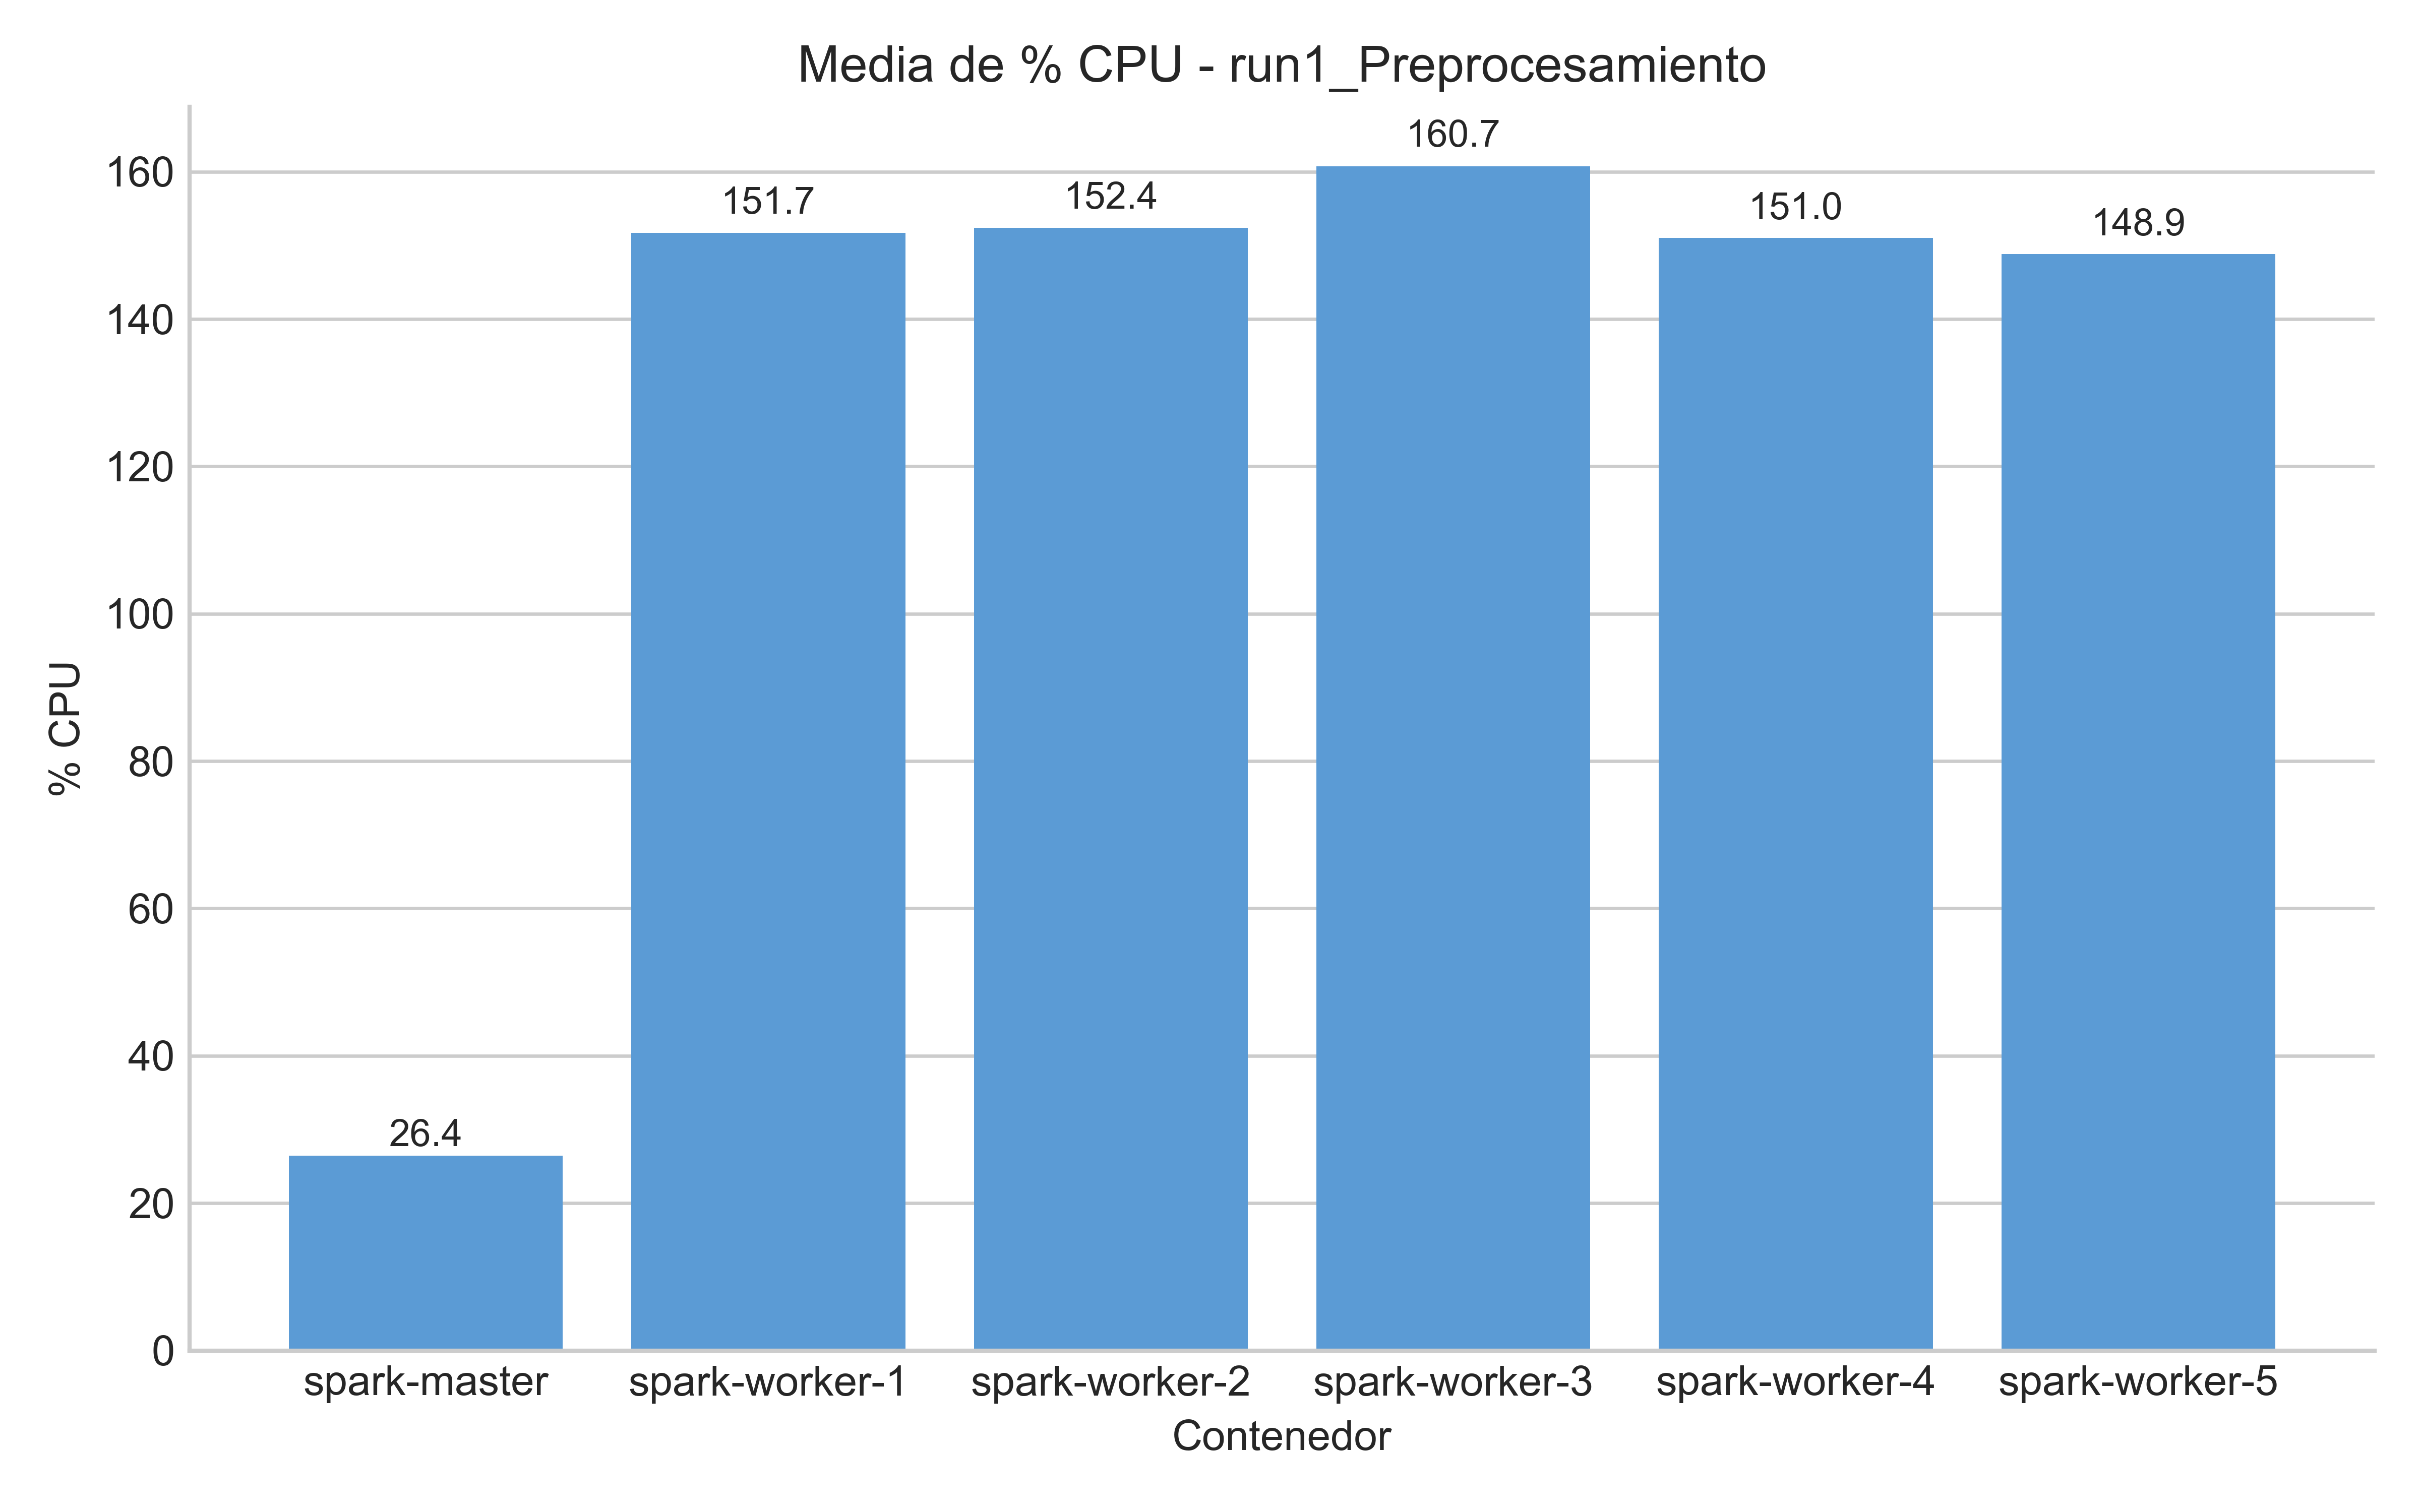 Media de % CPU - run1_Preprocesamiento
160.7
151.7
152.4
151.0
148.9
26.4
160
140
120
100
80
60
40
20
0
% CPU
spark-master
spark-worker-1
spark-worker-2
spark-worker-3
spark-worker-4
spark-worker-5
Contenedor